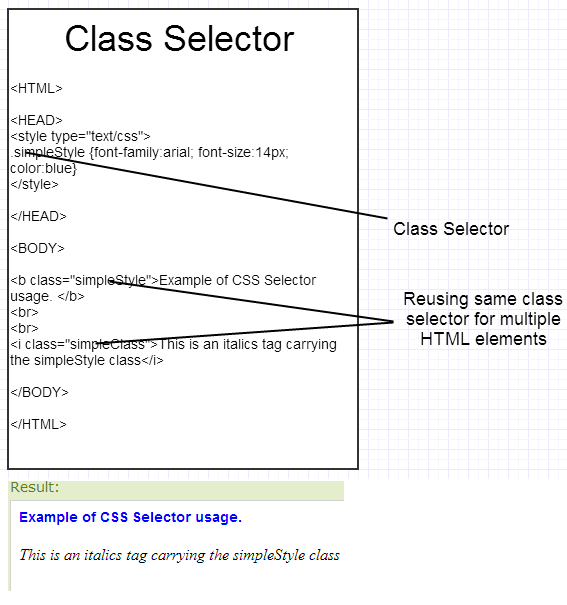 Class Selector
<HTML>
<HEAD>
<style type="text/css">
.simpleStyle {font-family:arial; font-size:14px;
color:blue}
</style>
</HEAD>
<BODY>
<b class="simpleStyle">Example of CSS Selector
usage. </b>
<br>
<br>
<i class="simpleClass">This is an italics tag carrying
the simpleStyle class</i>
</BODY>
</HTML>
Class Selector
Reusing same class
selector for multiple
HTML elements
Result:
Example of CSS Selector usage.
This is an italics tag carrying the simpleStyle class